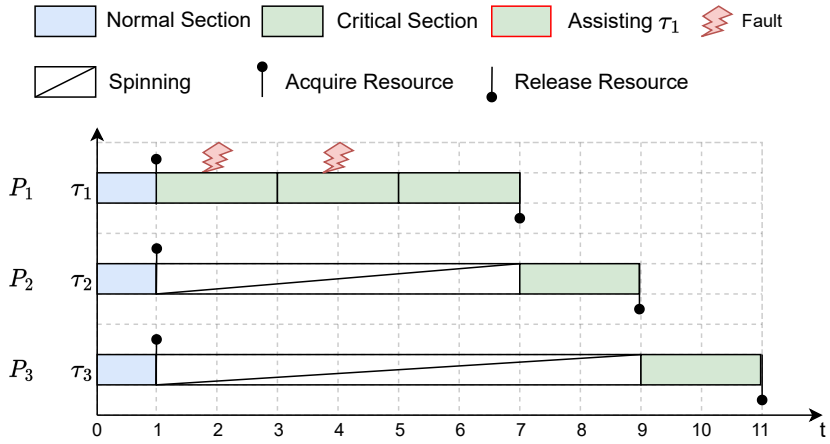 Normal Section Critical Section Assisting τ₁ Fault
Spinning Acquire Resource Release Resource
P₁ τ₁
P₂ τ₂
P₃ τ₃
0 1 2 3 4 5 6 7 8 9 10 11 t